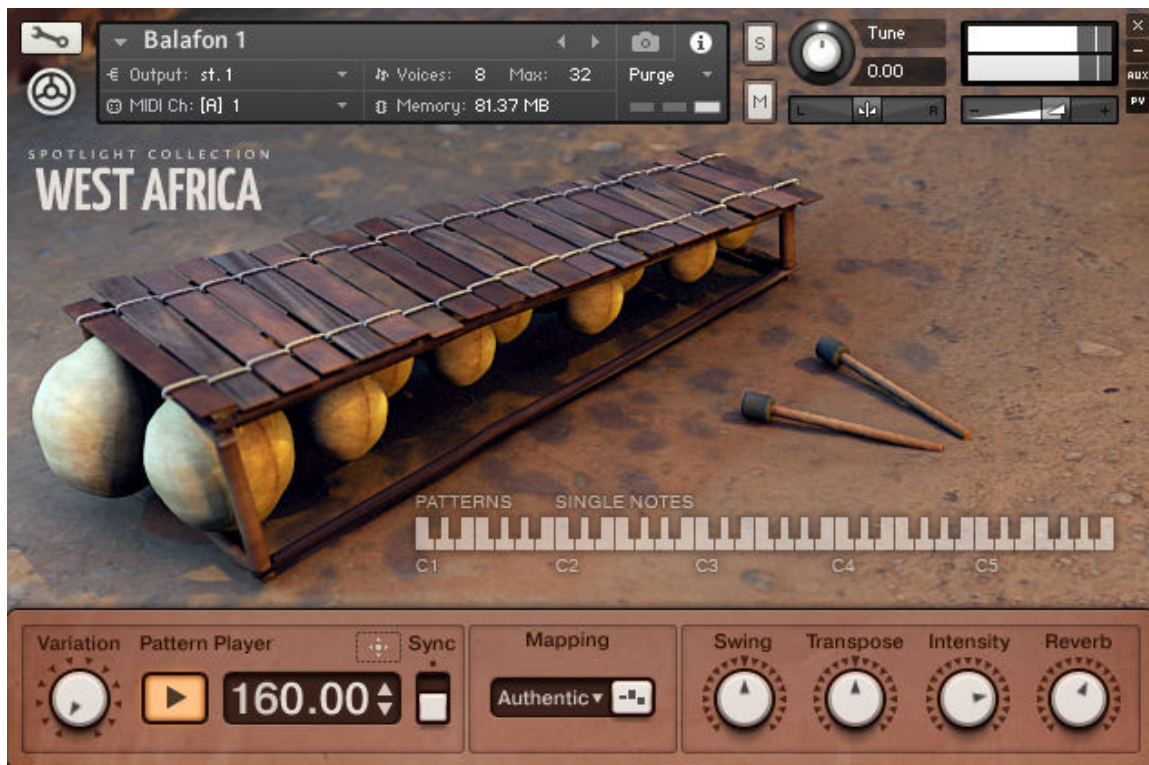 Balafon 1
S
Tune
X
Output: st. 1
Voices: 8 Max: 32
Purge
0.00
-
AUX
MIDI Ch: [A] 1
Memory: 81.37 MB
M
L
R
-
+
PV
SPOTLIGHT COLLECTION
WEST AFRICA
PATTERNS SINGLE NOTES
C1 C2 C3 C4 C5
Variation
Pattern Player
Sync
Mapping
Swing
Transpose
Intensity
Reverb
160.00
Authentic